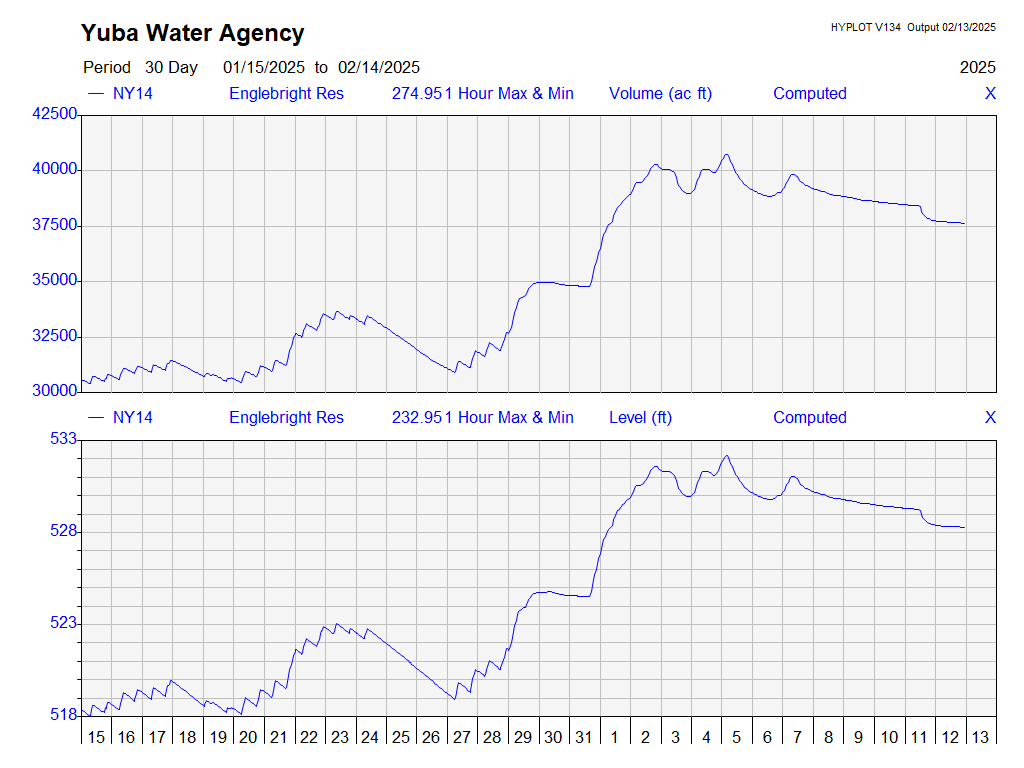 Yuba Water Agency
HYPLOT V134 Output 02/13/2025
Period 30 Day 01/15/2025 to 02/14/2025
2025
NY14 Englebright Res 274.951 Hour Max & Min Volume (ac ft) Computed X
42500
40000
37500
35000
32500
30000
NY14 Englebright Res 232.951 Hour Max & Min Level (ft) Computed X
533
528
523
518
15 16 17 18 19 20 21 22 23 24 25 26 27 28 29 30 31 1 2 3 4 5 6 7 8 9 10 11 12 13